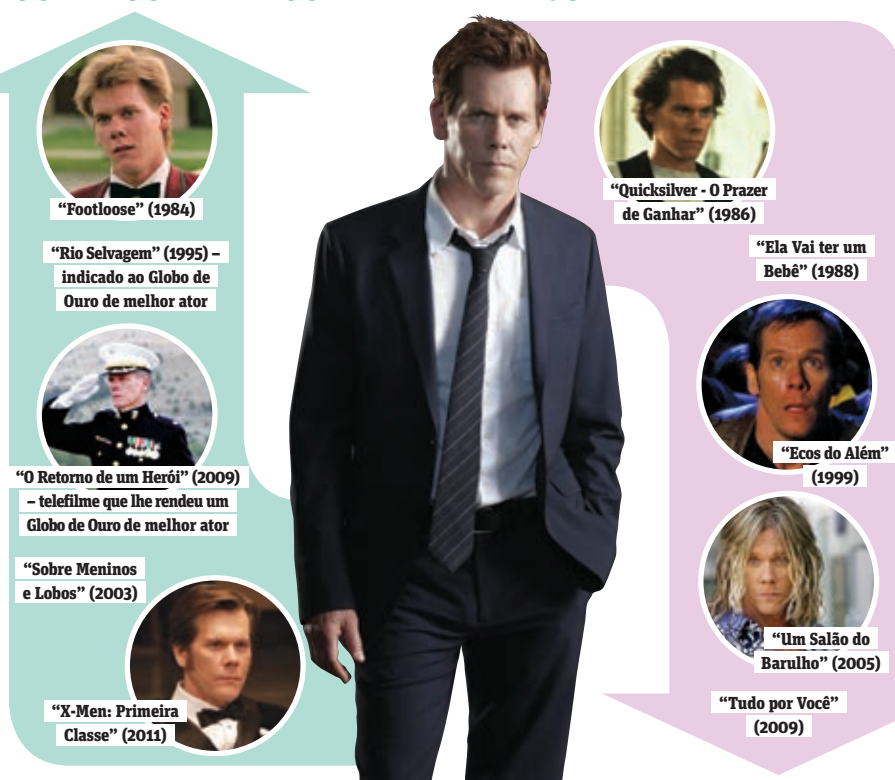 “Footloose” (1984)
“Rio Selvagem” (1995) –
indicado ao Globo de
Ouro de melhor ator
“O Retorno de um Herói” (2009)
– telefilme que lhe rendeu um
Globo de Ouro de melhor ator
“Sobre Meninos
e Lobos” (2003)
“X-Men: Primeira
Classe” (2011)
“Quicksilver - O Prazer
de Ganhar” (1986)
“Ela Vai ter um
Bebê” (1988)
“Ecos do Além”
(1999)
“Um Salão do
Barulho” (2005)
“Tudo por Você”
(2009)